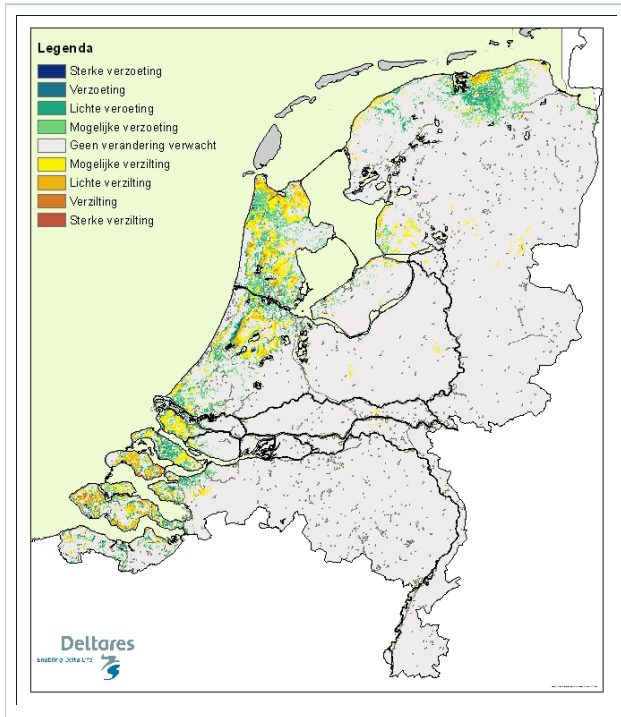 Legenda
Sterke verzoeting
Verzoeting
Lichte veroeting
Mogelijke verzoeting
Geen verandering verwacht
Mogelijke verzilting
Lichte verzilting
Verzilting
Sterke verzilting
Deltares
Enabling Delta Life